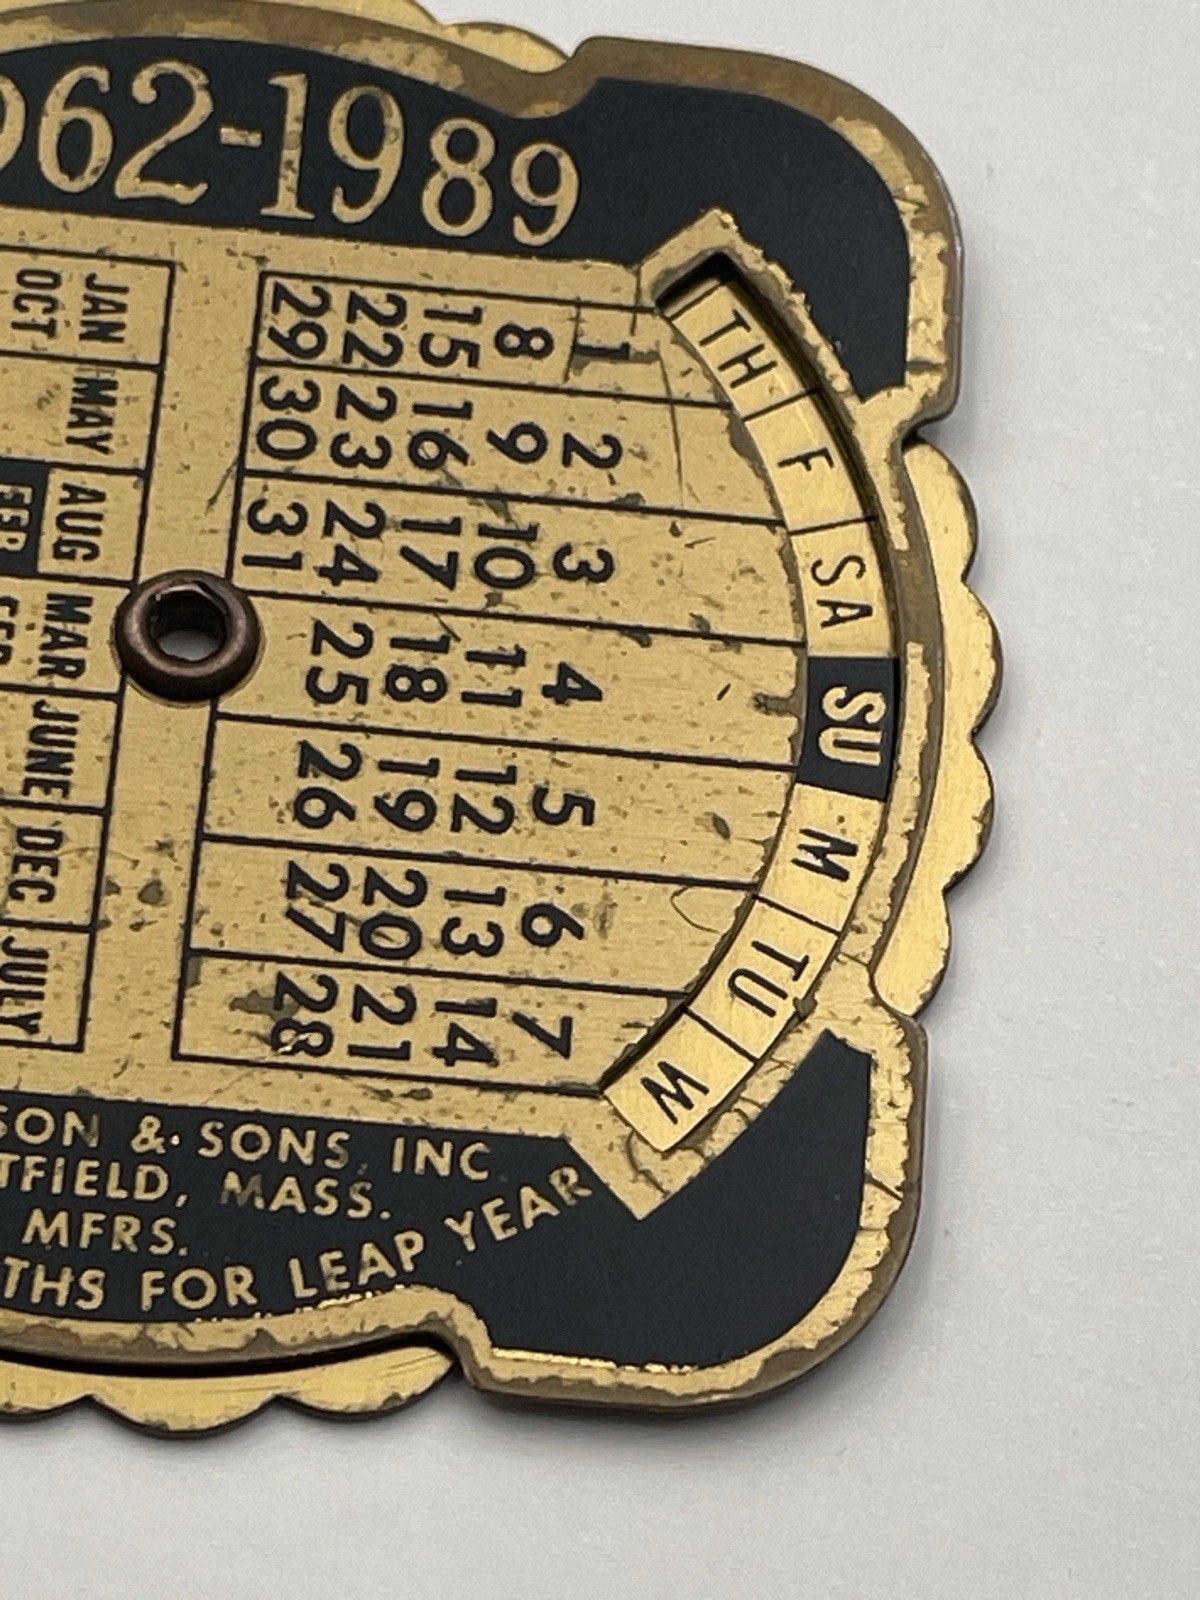 962-1989
TH F SA SU M TU W
1 2 3 4 5 6 7
8 9 10 11 12 13 14
15 16 17 18 19 20 21
22 23 24 25 26 27 28
29 30 31
JAN MAY AUG MAR JUNE DEC JULY
OCT FEB
SON & SONS INC
TFIELD, MASS.
MFRS.
THS FOR LEAP YEAR